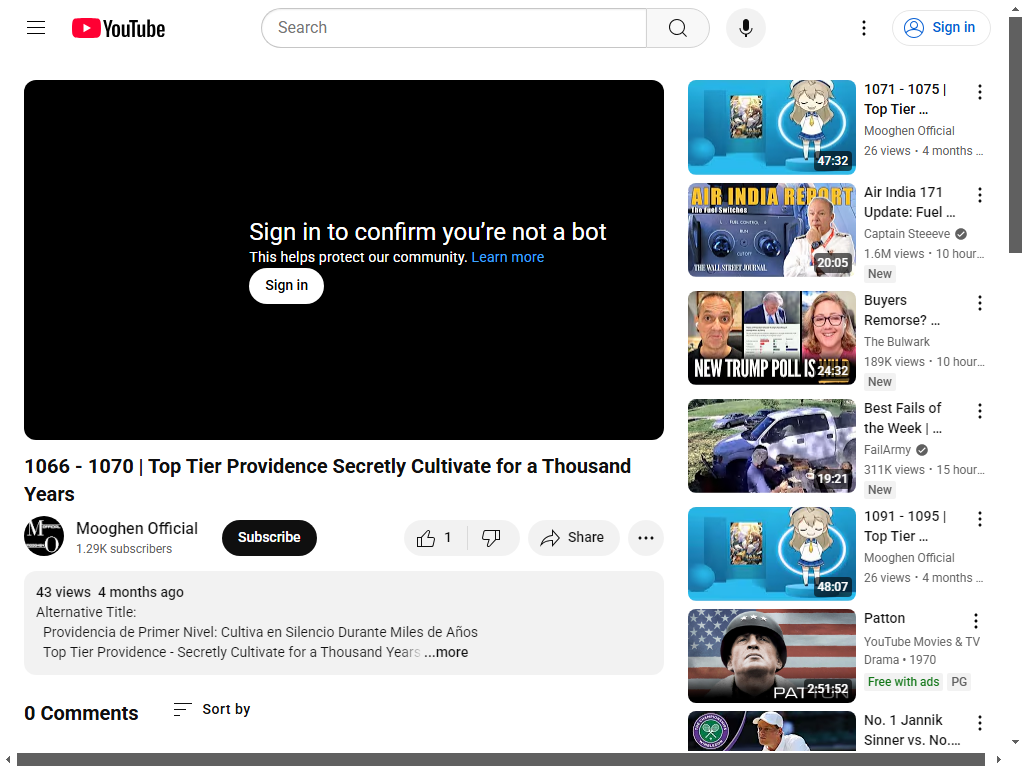 YouTube
Search
Sign in
Sign in to confirm you’re not a bot
This helps protect our community. Learn more
Sign in
1066 - 1070 | Top Tier Providence Secretly Cultivate for a Thousand
Years
Mooghen Official
1.29K subscribers
Subscribe
1
Share
43 views 4 months ago
Alternative Title:
Providencia de Primer Nivel: Cultiva en Silencio Durante Miles de Años
Top Tier Providence - Secretly Cultivate for a Thousand Years ...more
0 Comments
Sort by
47:32
1071 - 1075 |
Top Tier ...
Mooghen Official
26 views • 4 months ...
AIR INDIA REPORT
The Fuel Switches
FUEL CONTROL
RUN
CUTOFF
THE WALL STREET JOURNAL
20:05
Air India 171
Update: Fuel ...
Captain Steeeve
1.6M views • 10 hour...
New
NEW TRUMP POLL IS WILD
24:32
Buyers
Remorse? ...
The Bulwark
189K views • 10 hour...
New
19:21
Best Fails of
the Week | ...
FailArmy
311K views • 15 hour...
New
48:07
1091 - 1095 |
Top Tier ...
Mooghen Official
26 views • 4 months ...
PATTON
2:51:52
Patton
YouTube Movies & TV
Drama • 1970
Free with ads PG
No. 1 Jannik
Sinner vs. No....